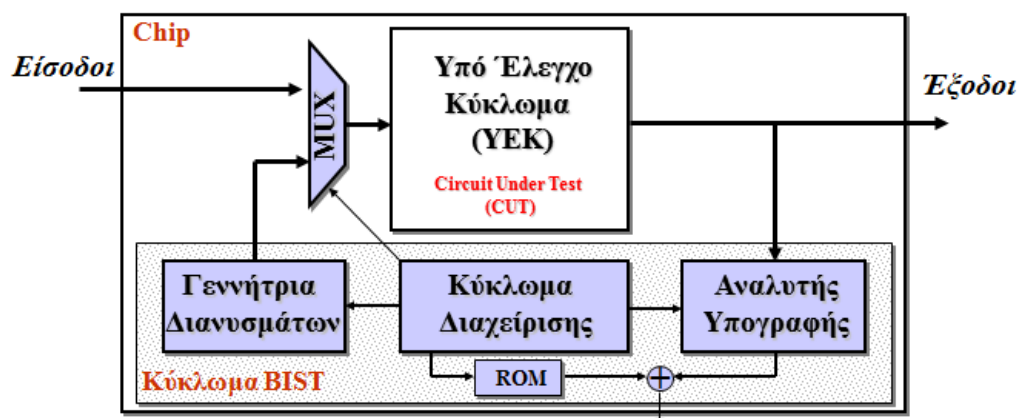 Chip
Είσοδοι
MUX
Υπό Έλεγχο
Κύκλωμα
(ΥΕΚ)
Circuit Under Test
(CUT)
Έξοδοι
Γεννήτρια
Διανυσμάτων
Κύκλωμα
Διαχείρισης
Αναλυτής
Υπογραφής
ROM
Κύκλωμα BIST